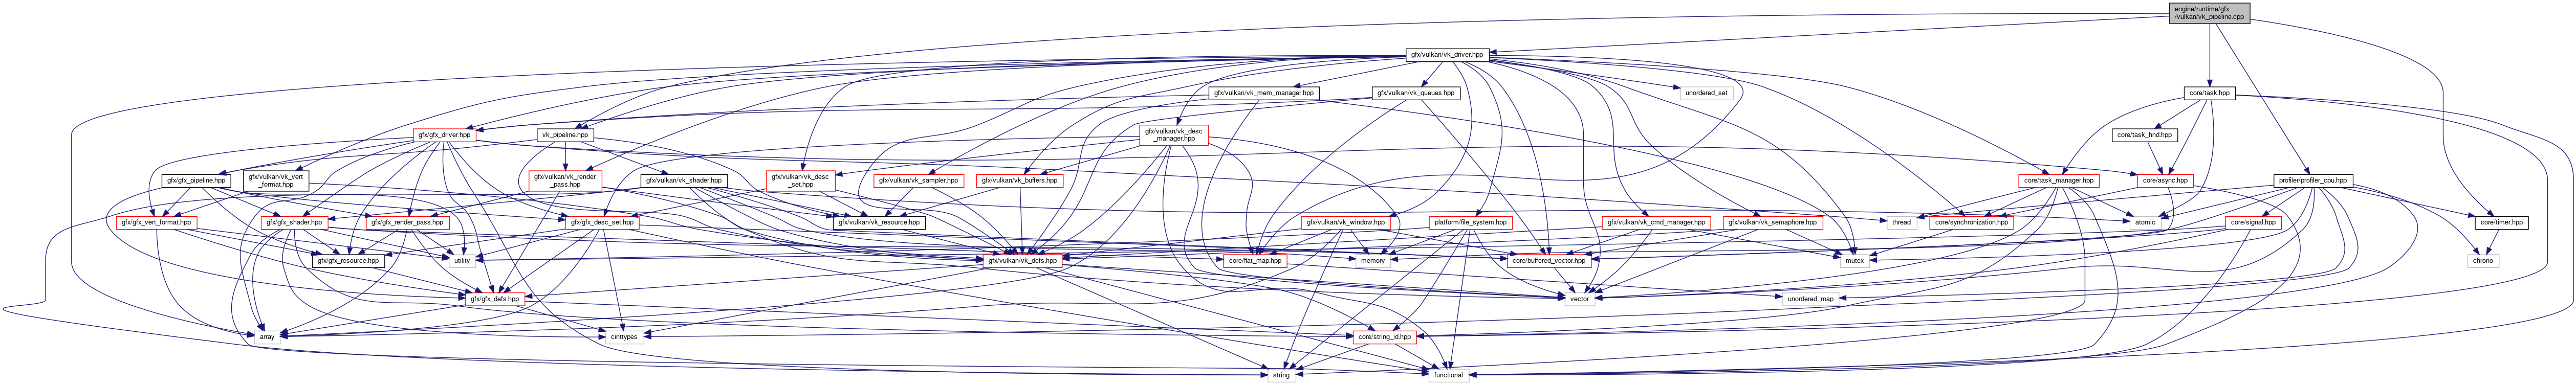 engine/runtime/gfx
/vulkan/vk_pipeline.cpp
gfx/vulkan/vk_driver.hpp
gfx/vulkan/vk_mem_manager.hpp
gfx/vulkan/vk_queues.hpp
unordered_set
core/task.hpp
gfx/gfx_driver.hpp
vk_pipeline.hpp
gfx/vulkan/vk_desc
_manager.hpp
core/task_hnd.hpp
gfx/gfx_pipeline.hpp
gfx/vulkan/vk_vert
_format.hpp
gfx/vulkan/vk_render
_pass.hpp
gfx/vulkan/vk_shader.hpp
gfx/vulkan/vk_desc
_set.hpp
gfx/vulkan/vk_sampler.hpp
gfx/vulkan/vk_buffers.hpp
core/task_manager.hpp
core/async.hpp
profiler/profiler_cpu.hpp
gfx/gfx_vert_format.hpp
gfx/gfx_shader.hpp
gfx/gfx_render_pass.hpp
gfx/gfx_desc_set.hpp
gfx/vulkan/vk_resource.hpp
gfx/vulkan/vk_window.hpp
platform/file_system.hpp
gfx/vulkan/vk_cmd_manager.hpp
gfx/vulkan/vk_semaphore.hpp
thread
core/synchronization.hpp
atomic
core/signal.hpp
core/timer.hpp
gfx/gfx_resource.hpp
utility
gfx/vulkan/vk_defs.hpp
core/flat_map.hpp
memory
core/buffered_vector.hpp
mutex
chrono
gfx/gfx_defs.hpp
vector
unordered_map
array
cinttypes
core/string_id.hpp
string
functional